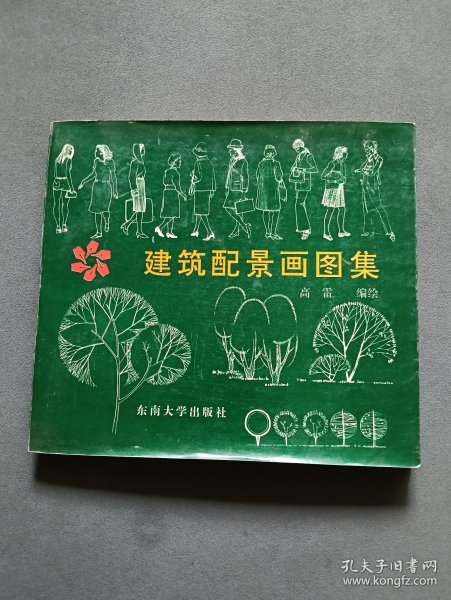 建筑配景画图集
高雷 编绘
东南大学出版社
孔夫子旧书网
www.kongfz.com